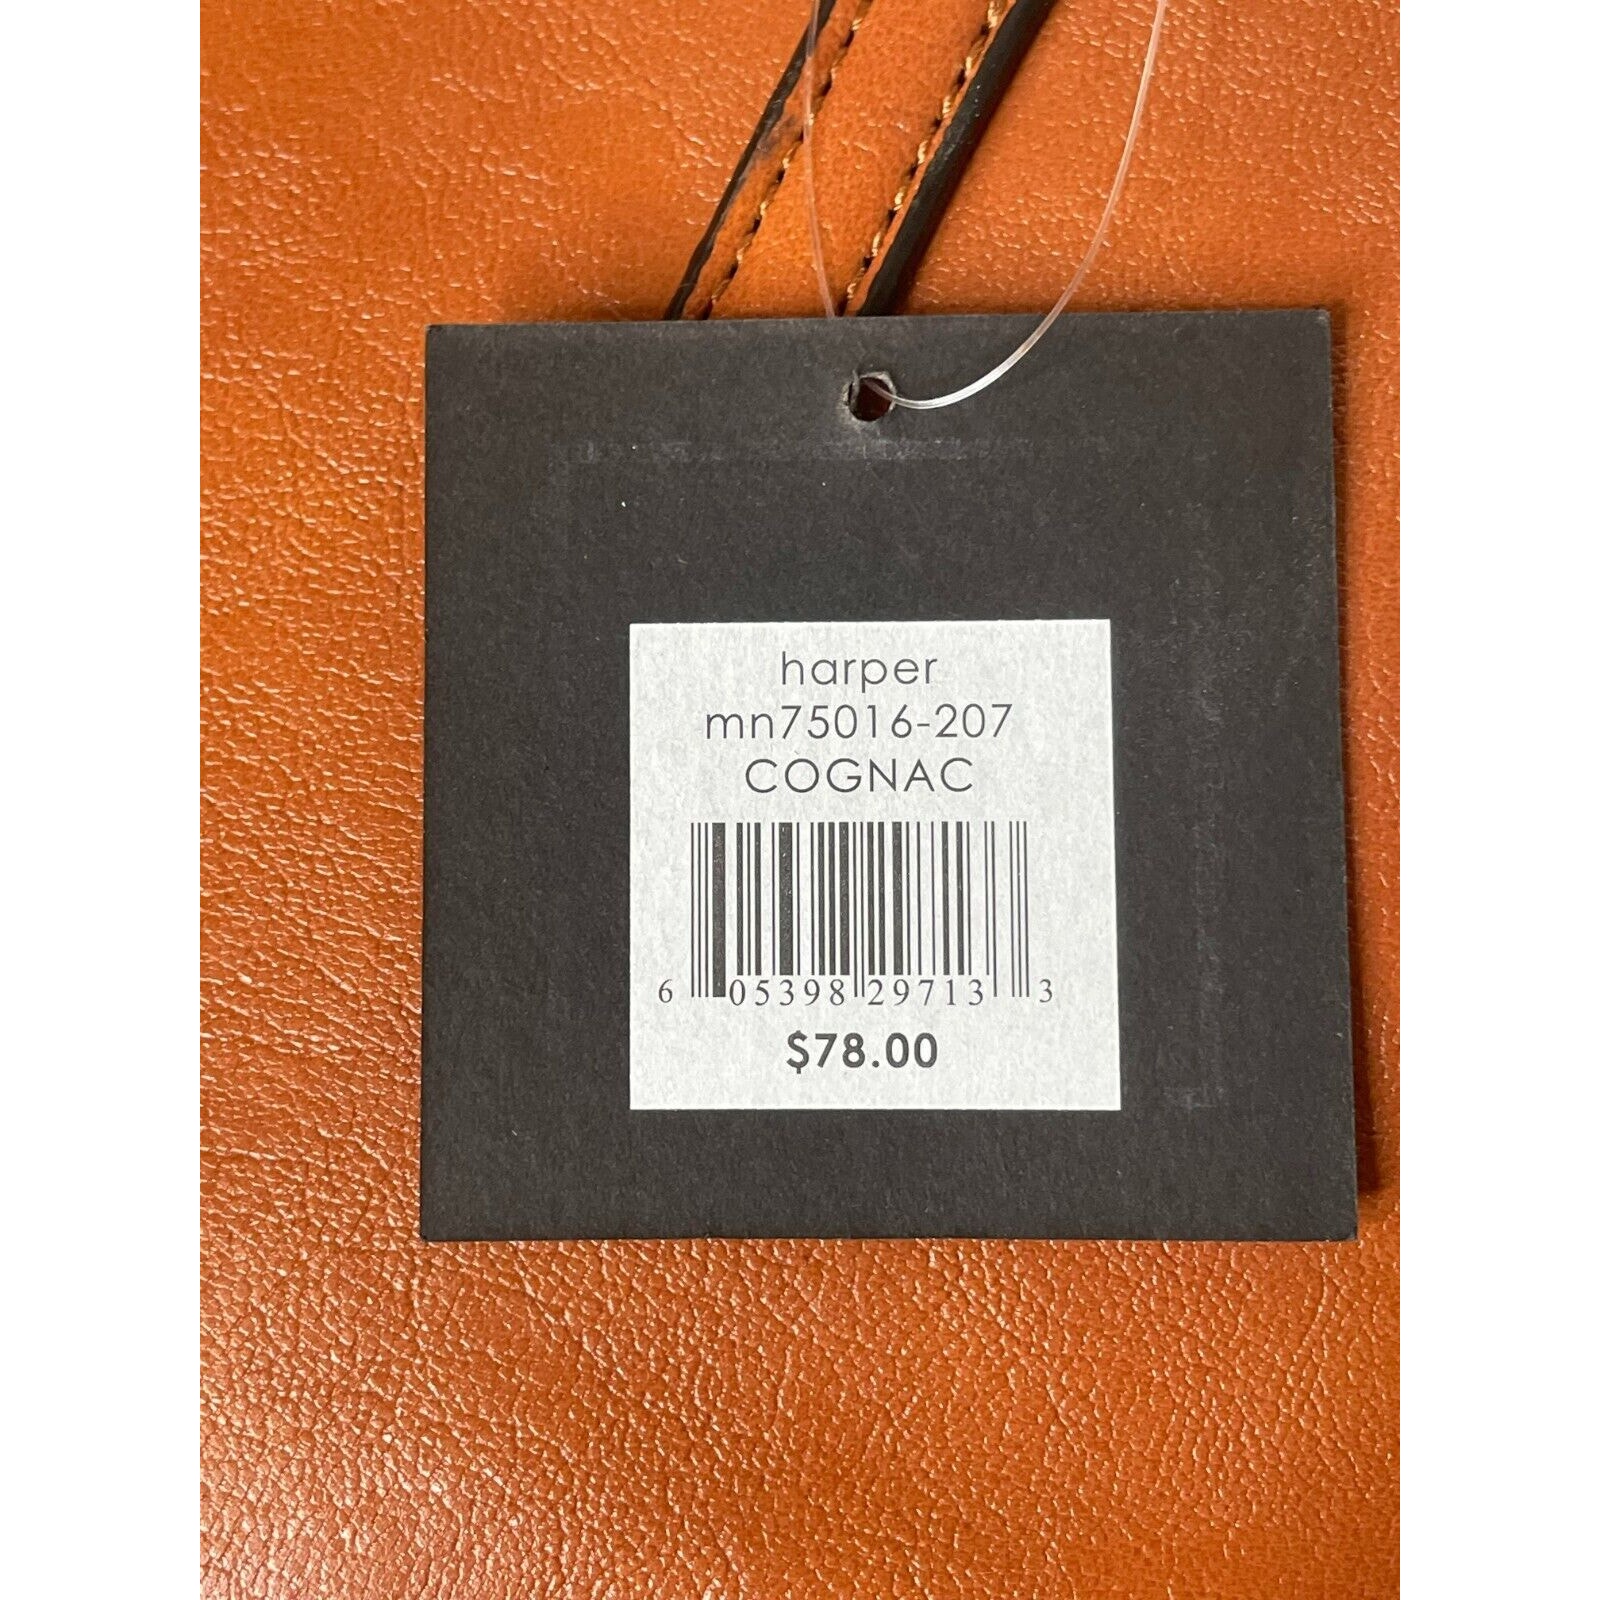 harper
mn75016-207
COGNAC
6 05398 29713 3
$78.00